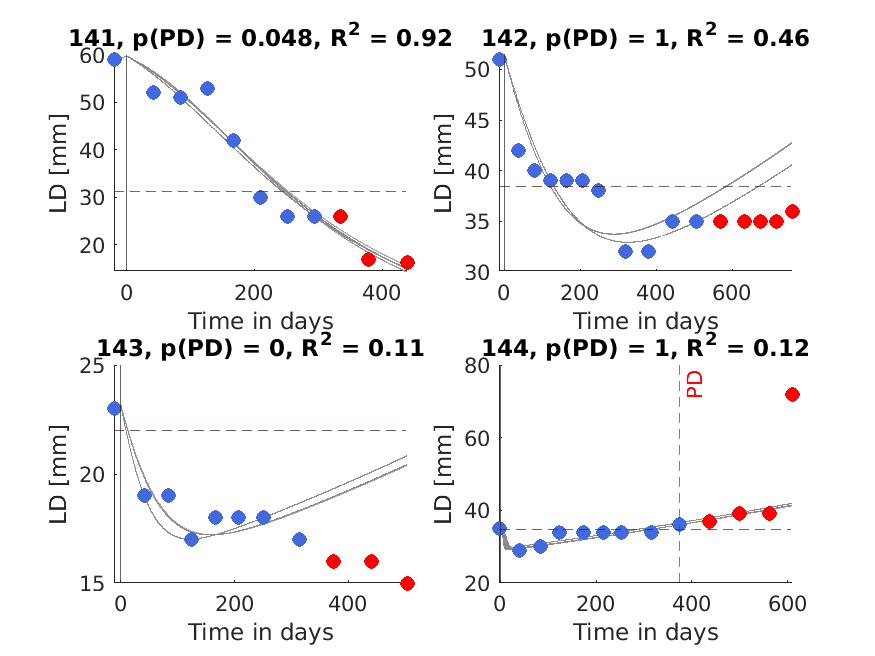 141, p(PD) = 0.048, R² = 0.92
60
50
40
30
20
LD [mm]
0 200 400
Time in days
142, p(PD) = 1, R² = 0.46
50
45
40
35
30
LD [mm]
0 200 400 600
Time in days
143, p(PD) = 0, R² = 0.11
25
20
15
LD [mm]
0 200 400
Time in days
144, p(PD) = 1, R² = 0.12
80
60
40
20
LD [mm]
PD
0 200 400 600
Time in days